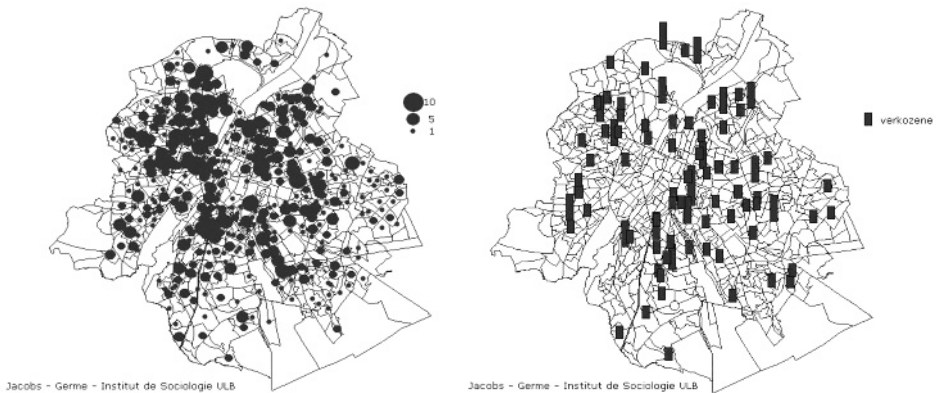 10
5
1
verkozene
Jacobs - Germe - Institut de Sociologie ULB
Jacobs - Germe - Institut de Sociologie ULB